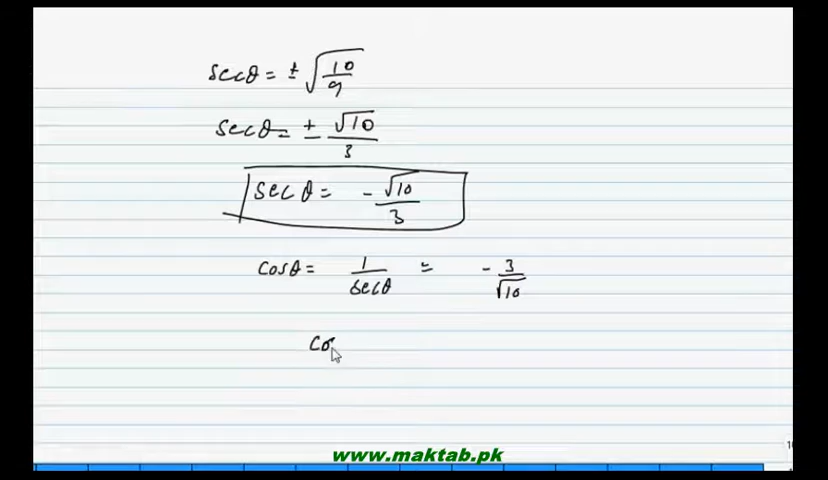 secθ = ± √10/9
secθ = ± √10/3
secθ = - √10/3
cosθ = 1/secθ = - 3/√10
co
www.maktab.pk